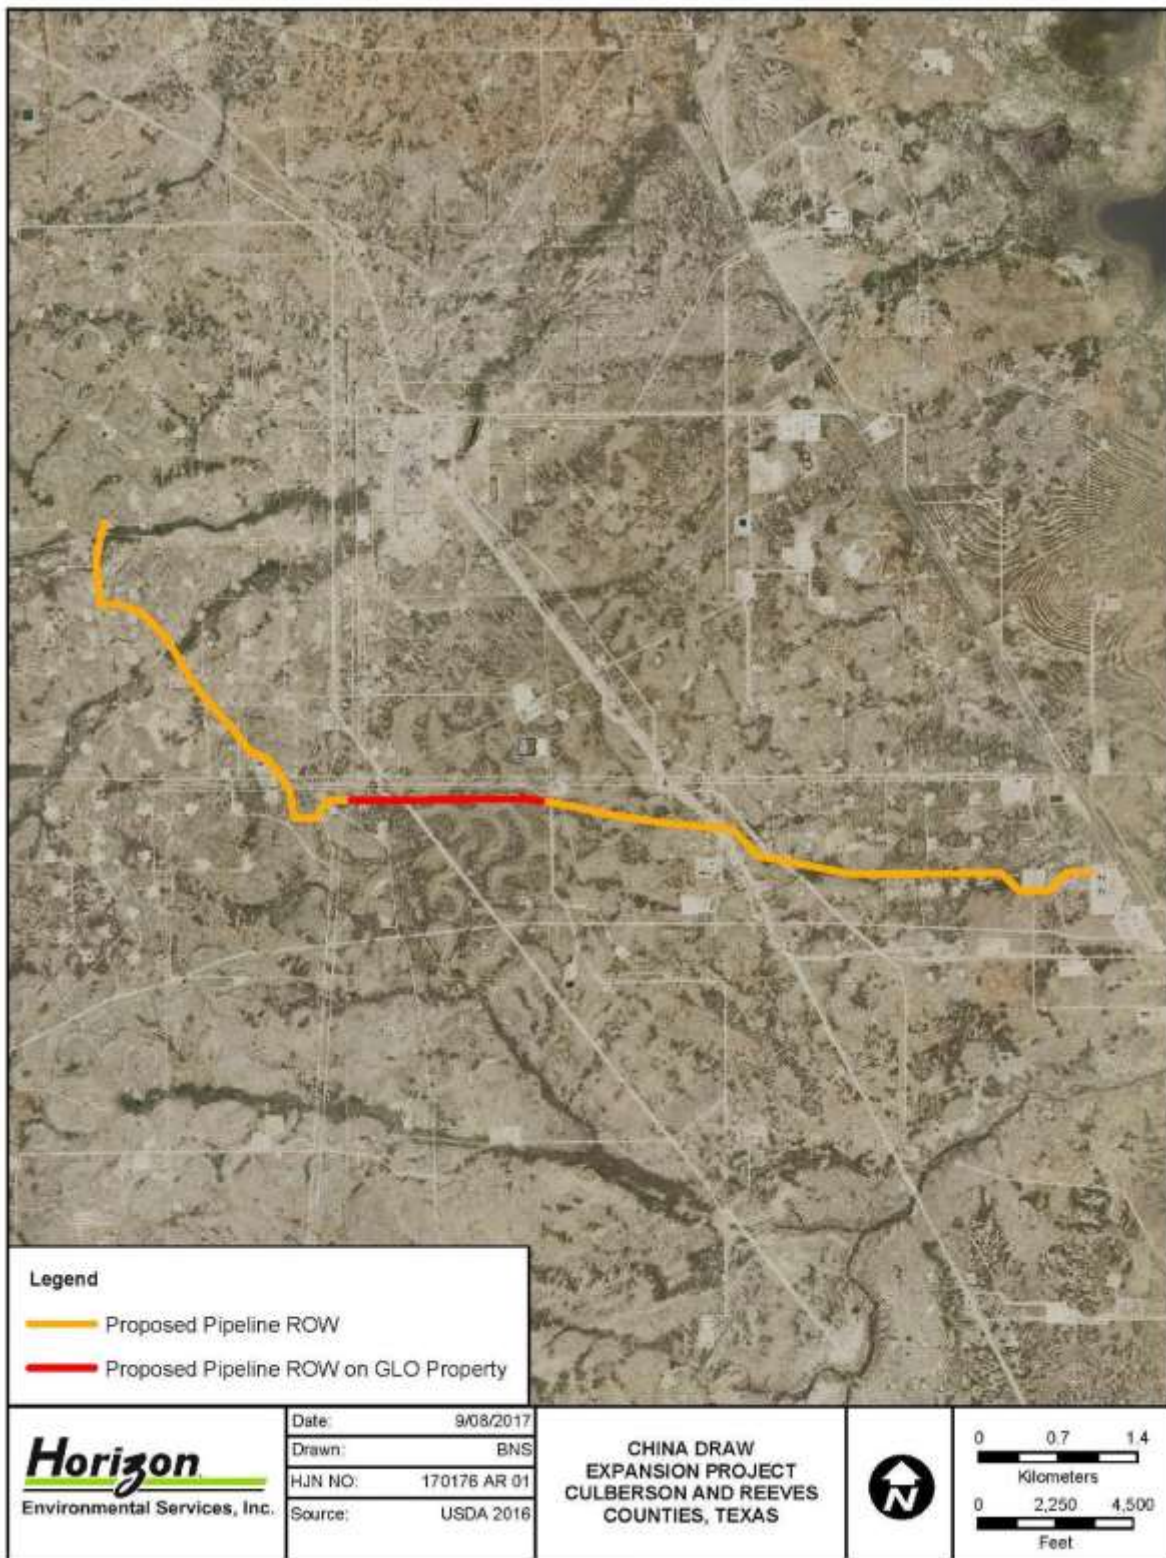 Legend
Proposed Pipeline ROW
Proposed Pipeline ROW on GLO Property
Horizon
Environmental Services, Inc.
Date: 9/08/2017
Drawn: BNS
HJN NO: 170176 AR 01
Source: USDA 2016
CHINA DRAW
EXPANSION PROJECT
CULBERSON AND REEVES
COUNTIES, TEXAS
N
0 0.7 1.4
Kilometers
0 2,250 4,500
Feet